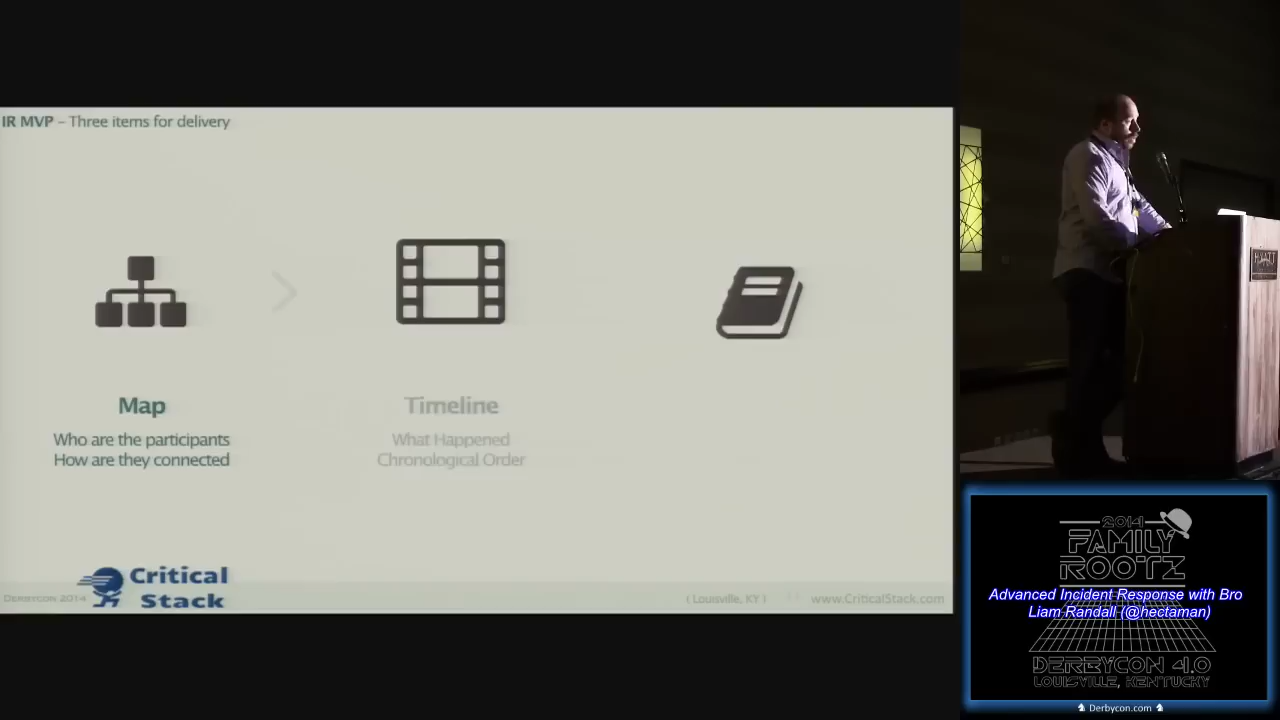 IR MVP – Three items for delivery
Map
Who are the participants
How are they connected
Timeline
What Happened
Chronological Order
Critical
Stack
DERBYCON 2014
( LOUISVILLE, KY )
www.CriticalStack.com
HYATT
2014
FAMILY
ROOTZ
Advanced Incident Response with Bro
Liam Randall (@hectaman)
DERBYCON 4.0
LOUISVILLE, KENTUCKY
Derbycon.com